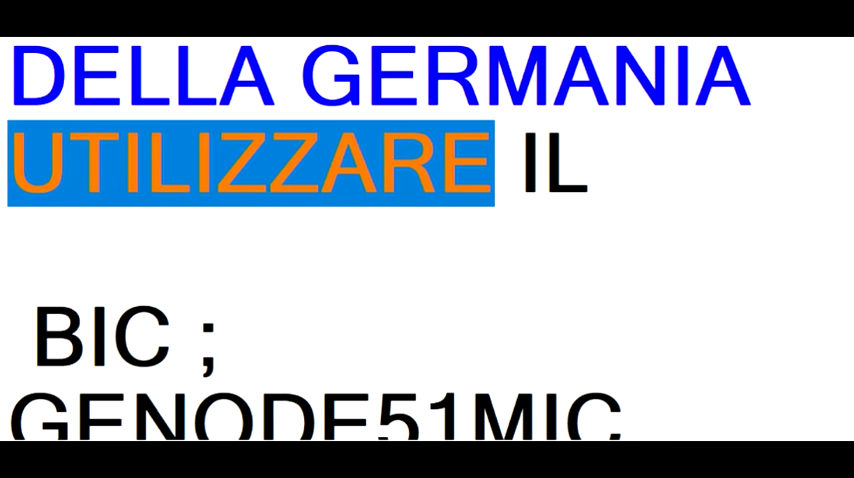 DELLA GERMANIA
UTILIZZARE IL
BIC ;
GENODE51MIC